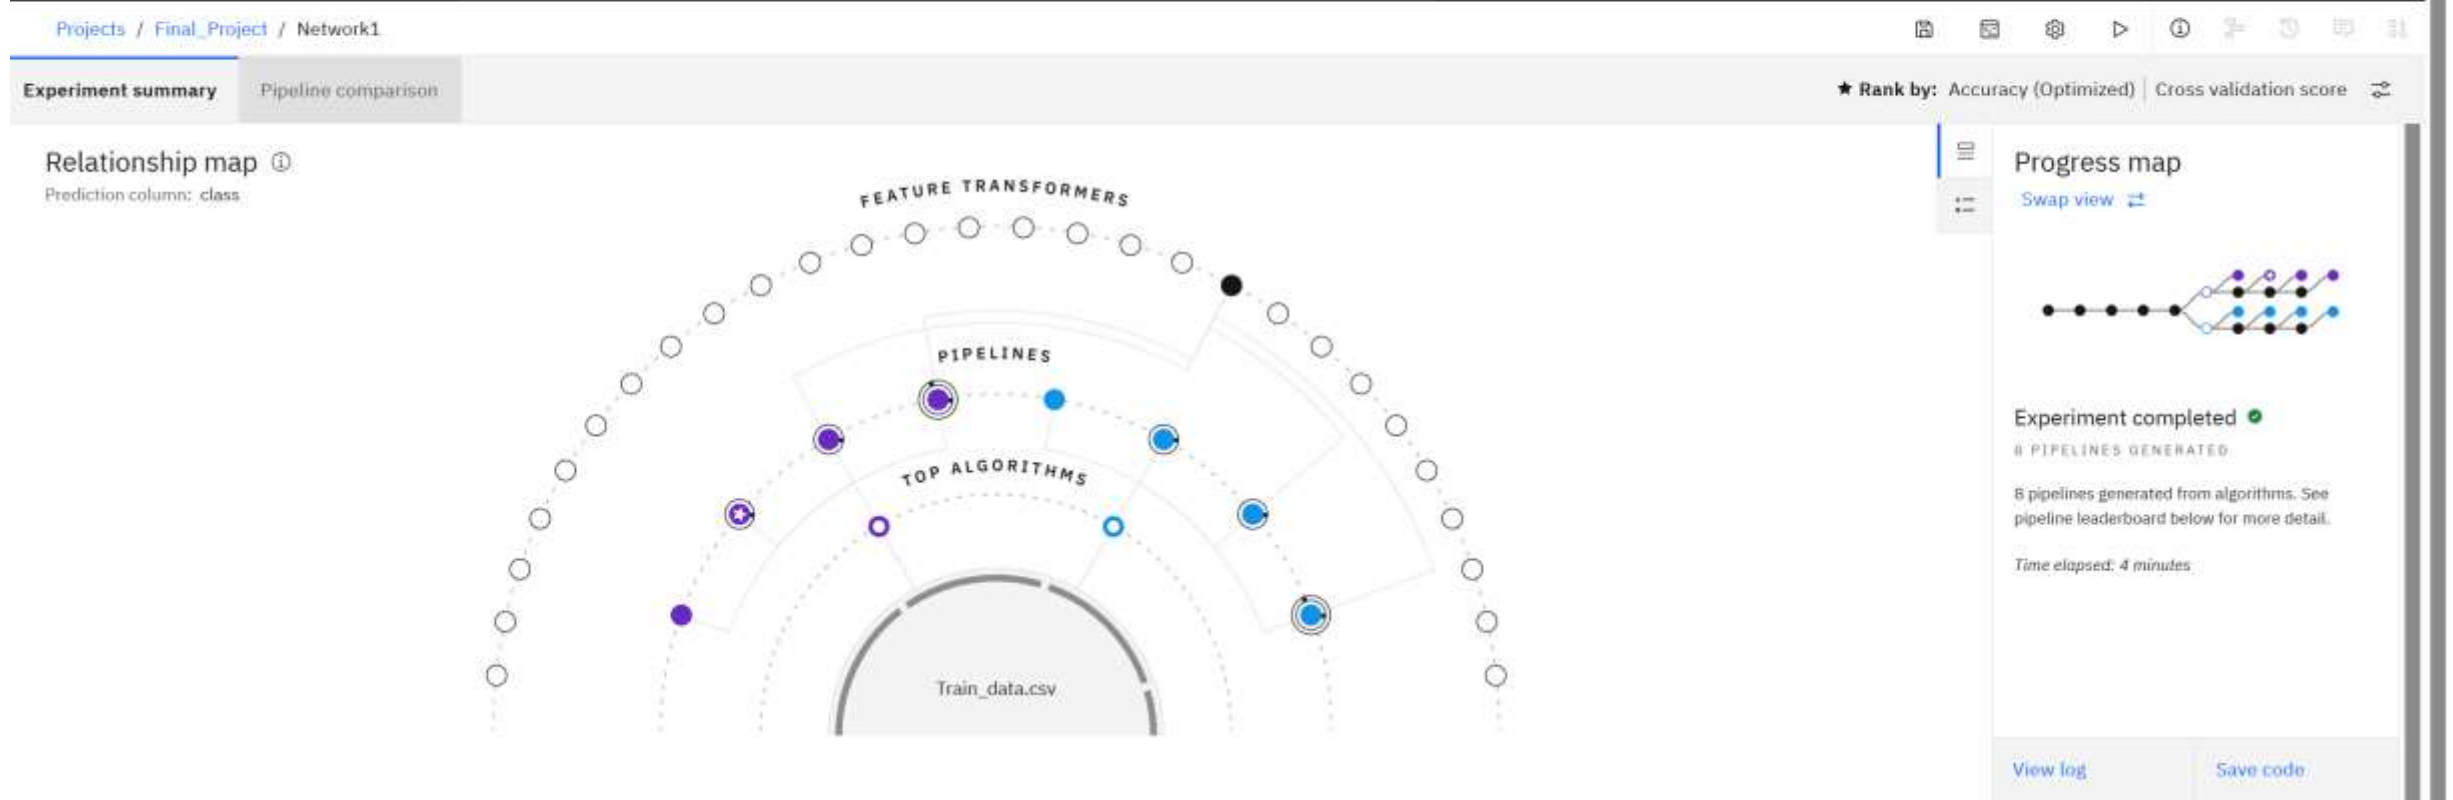 Projects / Final_Project / Network1
Experiment summary
Pipeline comparison
Rank by: Accuracy (Optimized) | Cross validation score
Relationship map
Prediction column: class
FEATURE TRANSFORMERS
PIPELINES
TOP ALGORITHMS
Train_data.csv
Progress map
Swap view
Experiment completed
8 PIPELINES GENERATED
8 pipelines generated from algorithms. See
pipeline leaderboard below for more detail.
Time elapsed: 4 minutes
View log
Save code